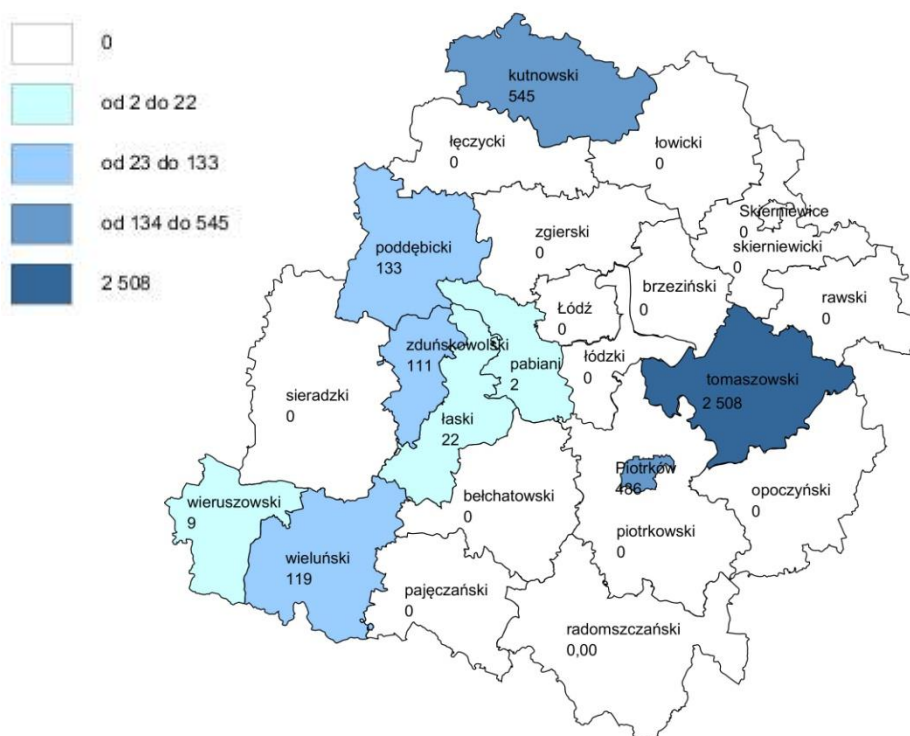 0
od 2 do 22
od 23 do 133
od 134 do 545
2 508
kutnowski
545
łęczycki
0
łowicki
0
poddębicki
133
zgierski
0
Skierniewice
0
skierniewicki
0
brzeziński
0
rawski
0
Łódź
0
zduńskowolski
111
pabiani
2
łódzki
0
tomaszowski
2 508
sieradzki
0
łaski
22
Piotrków
486
opoczyński
0
wieruszowski
9
bełchatowski
0
piotrkowski
0
wieluński
119
pajęczański
0
radomszczański
0,00